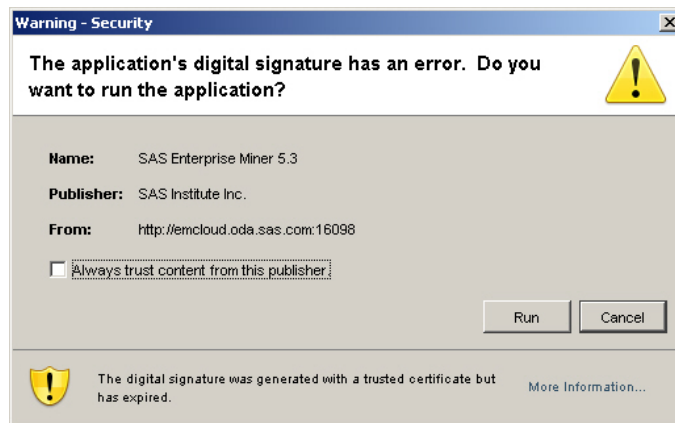 Warning - Security
The application's digital signature has an error. Do you
want to run the application?
Name: SAS Enterprise Miner 5.3
Publisher: SAS Institute Inc.
From: http://emcloud.oda.sas.com:16098
Always trust content from this publisher.
Run Cancel
The digital signature was generated with a trusted certificate but
has expired.
More Information...